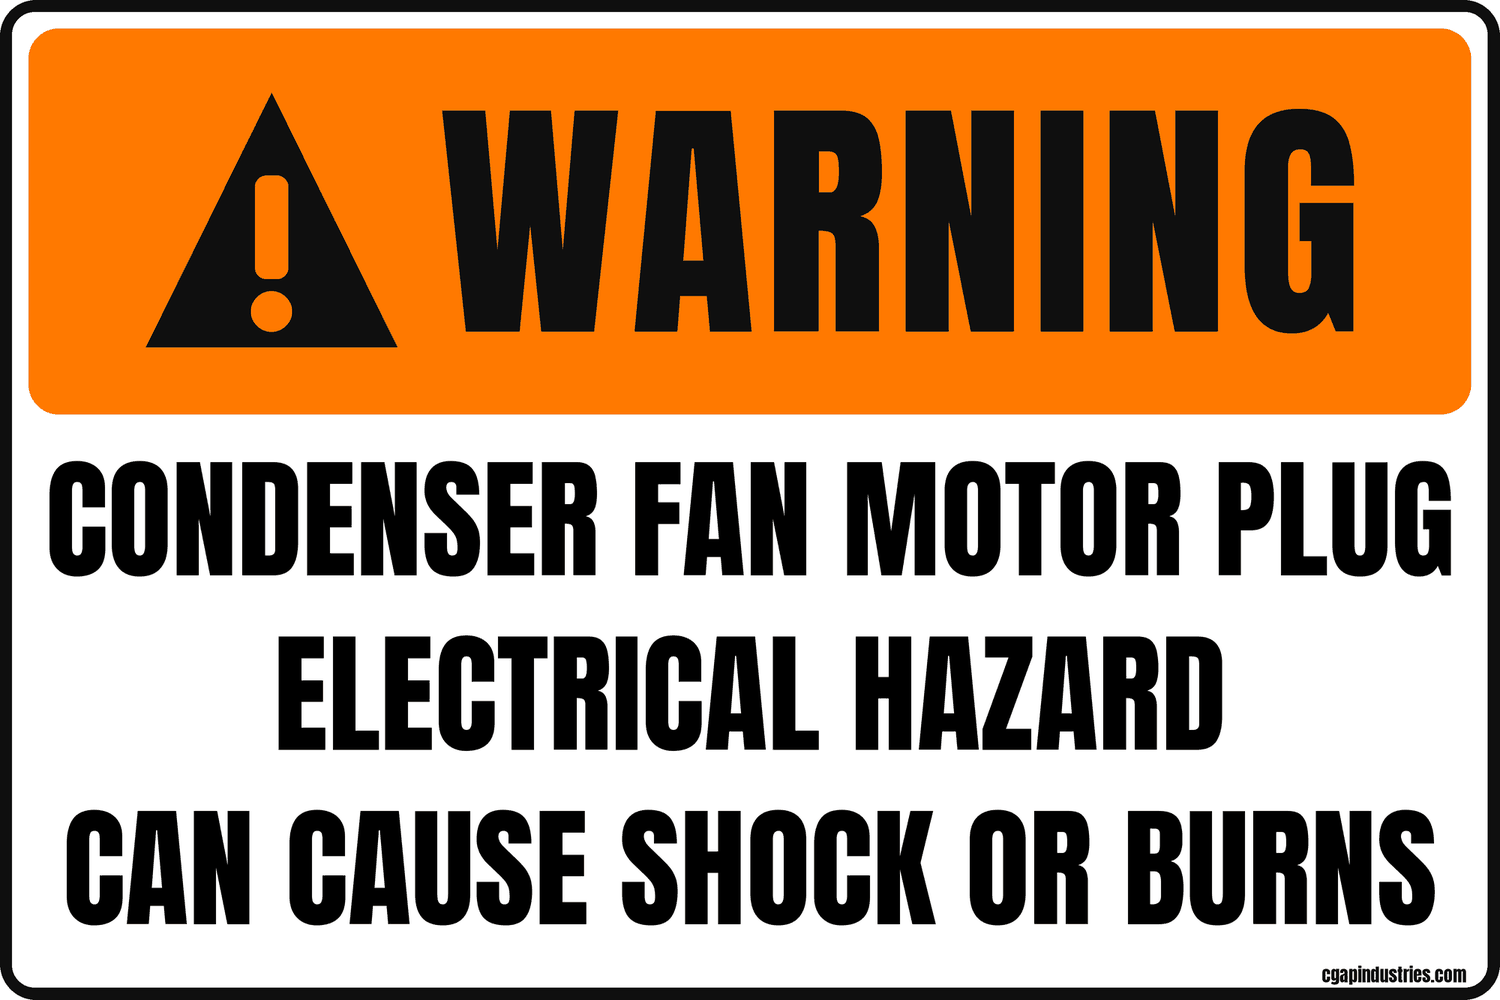 WARNING
CONDENSER FAN MOTOR PLUG
ELECTRICAL HAZARD
CAN CAUSE SHOCK OR BURNS
cgapindustries.com